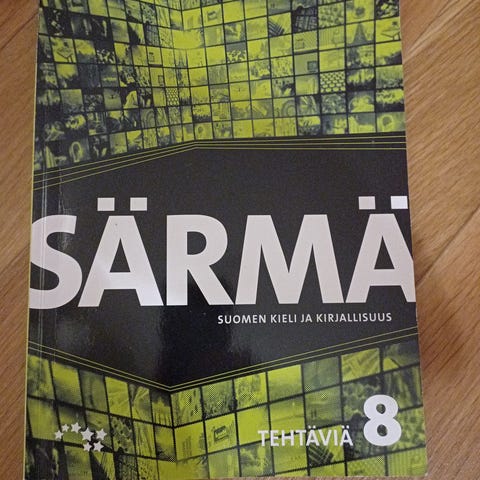 SÄRMÄ
SUOMEN KIELI JA KIRJALLISUUS
TEHTÄVIÄ 8